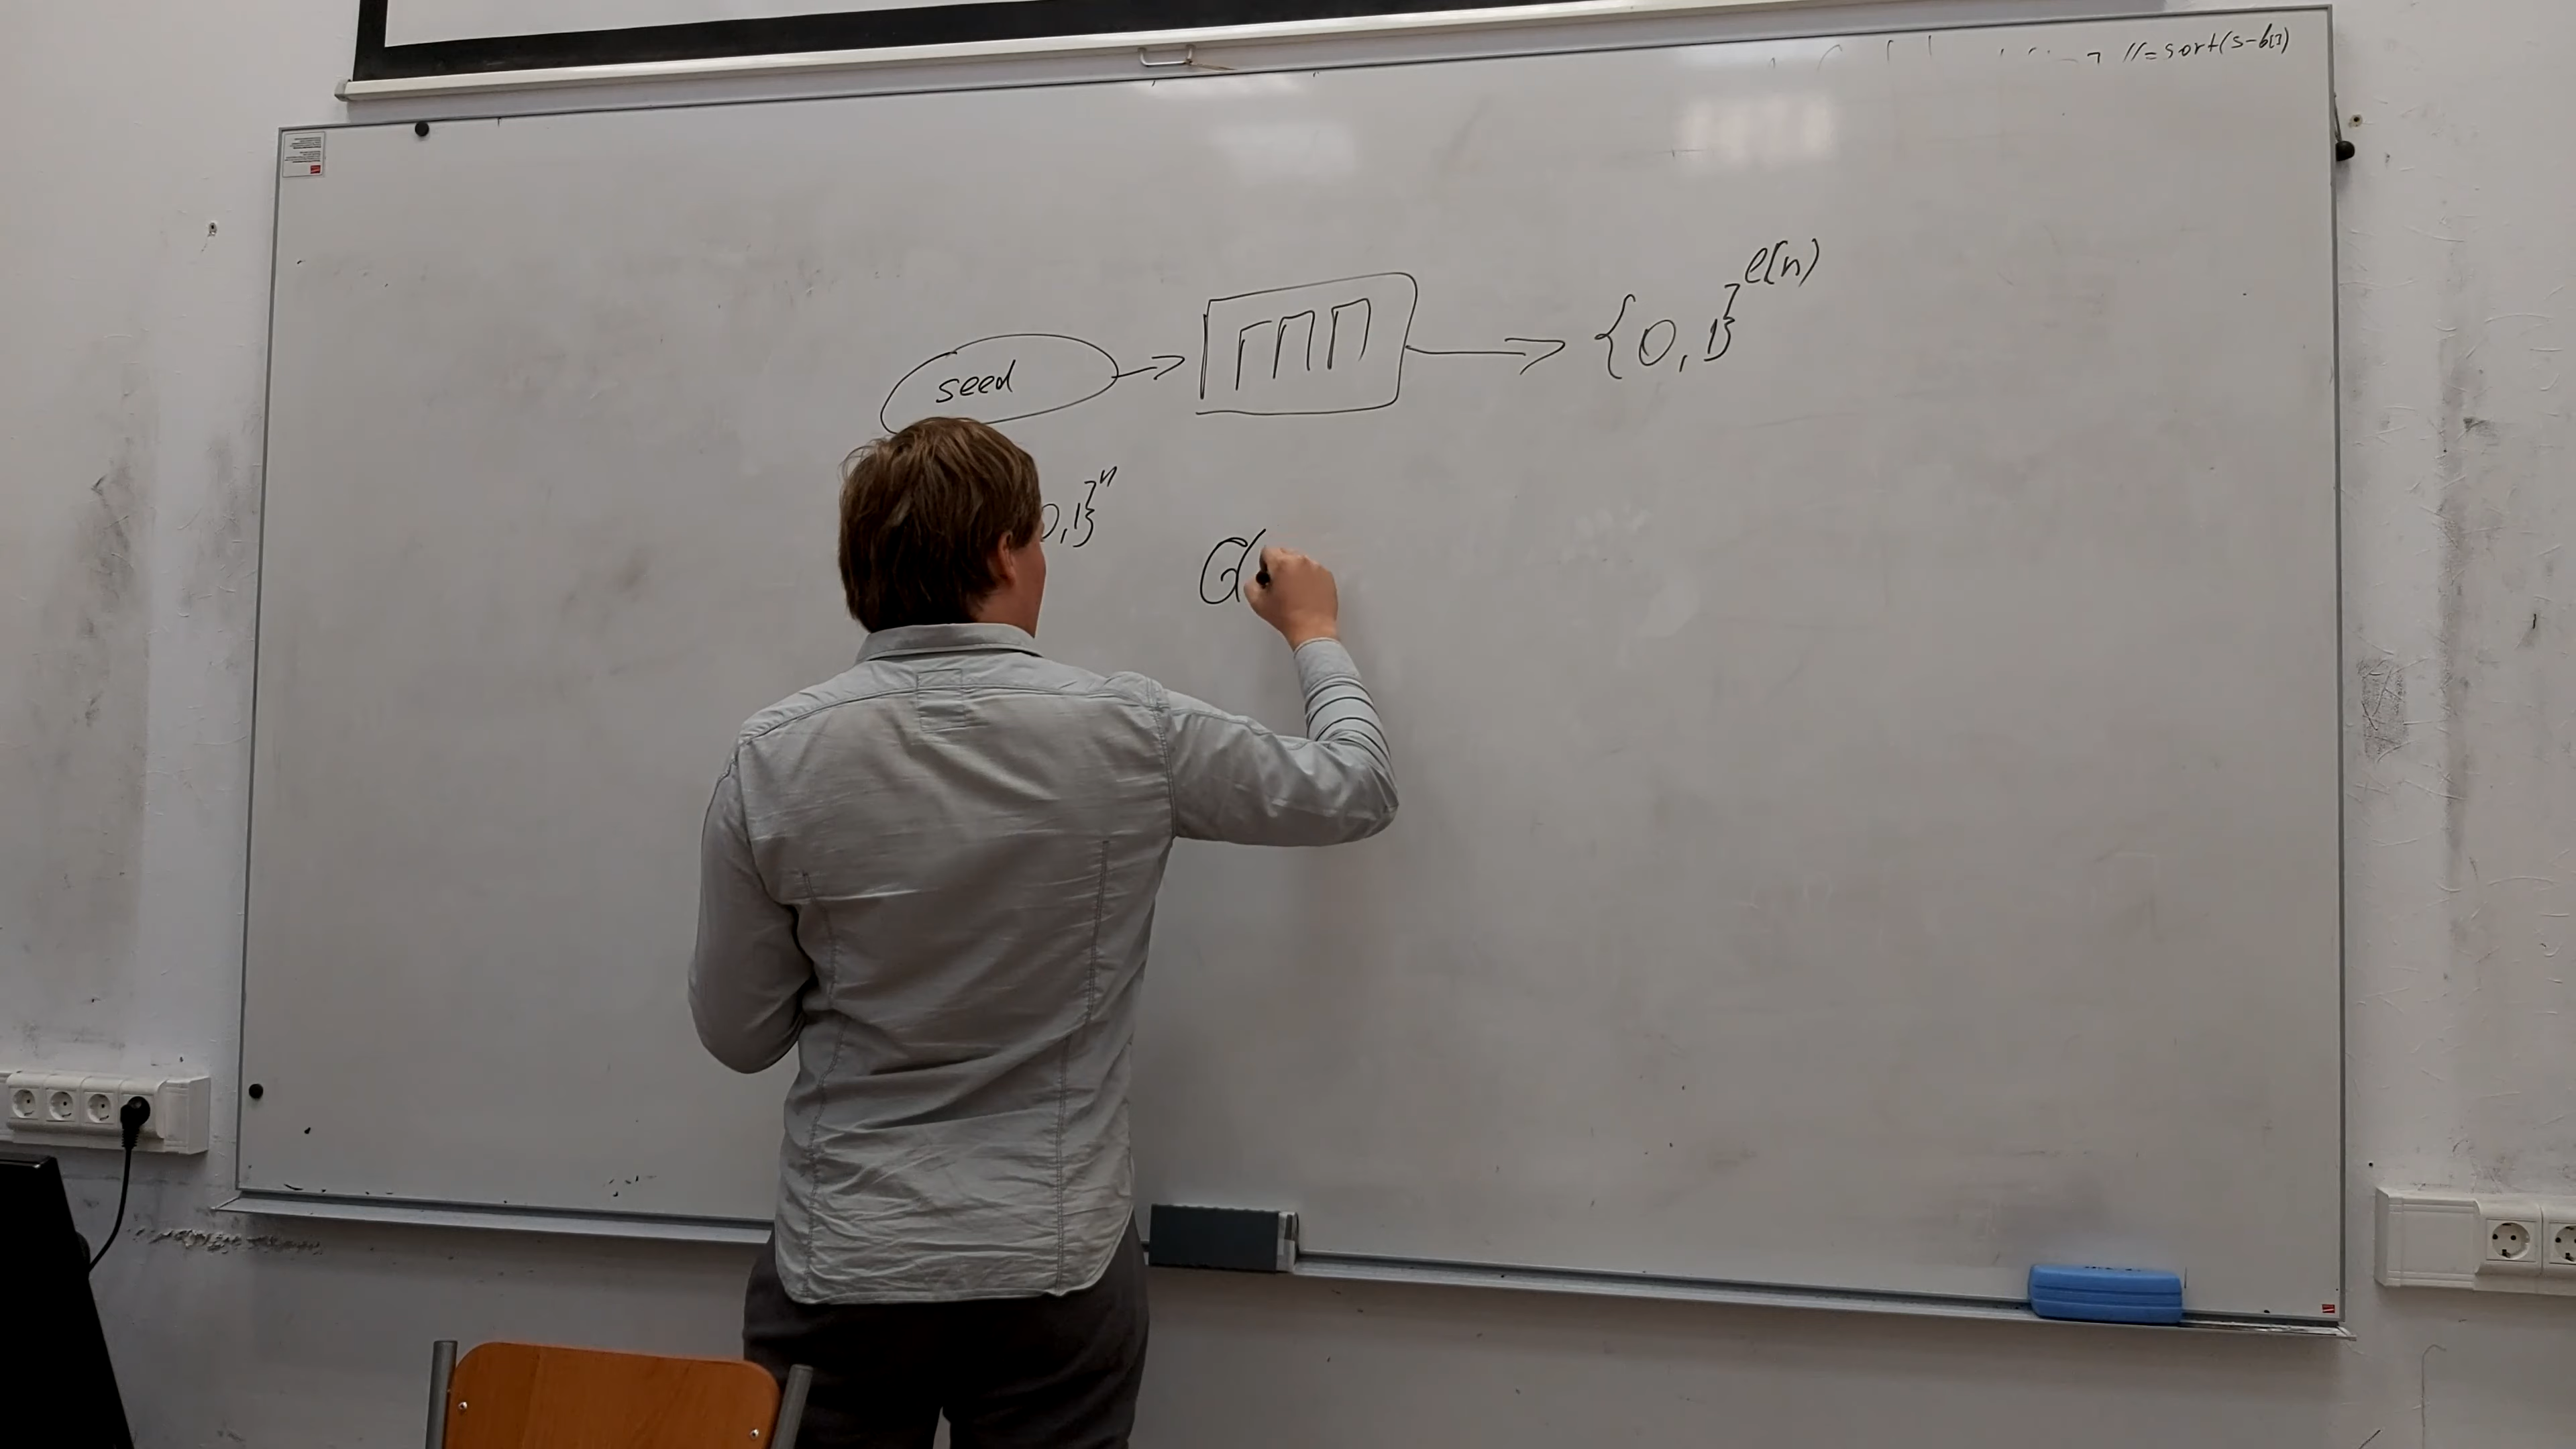 //=sort(s-b[i])
seed → ГПП → {0,1}^{l(n)}
0,1}^n
G(